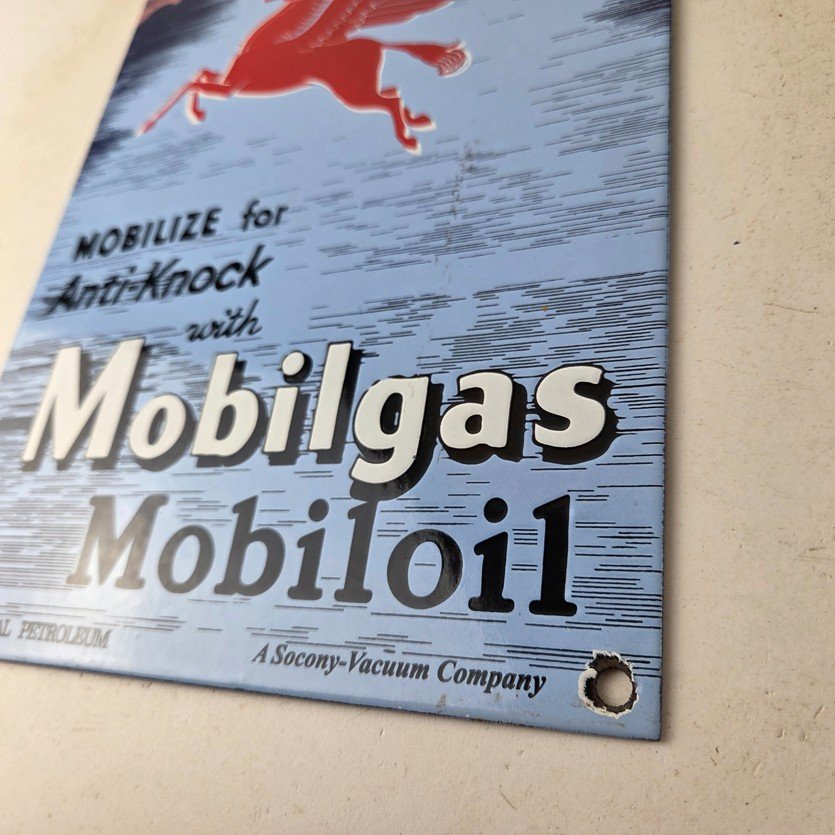 MOBILIZE for
Anti-Knock
with
Mobilgas
Mobiloil
PETROLEUM
A Socony-Vacuum Company